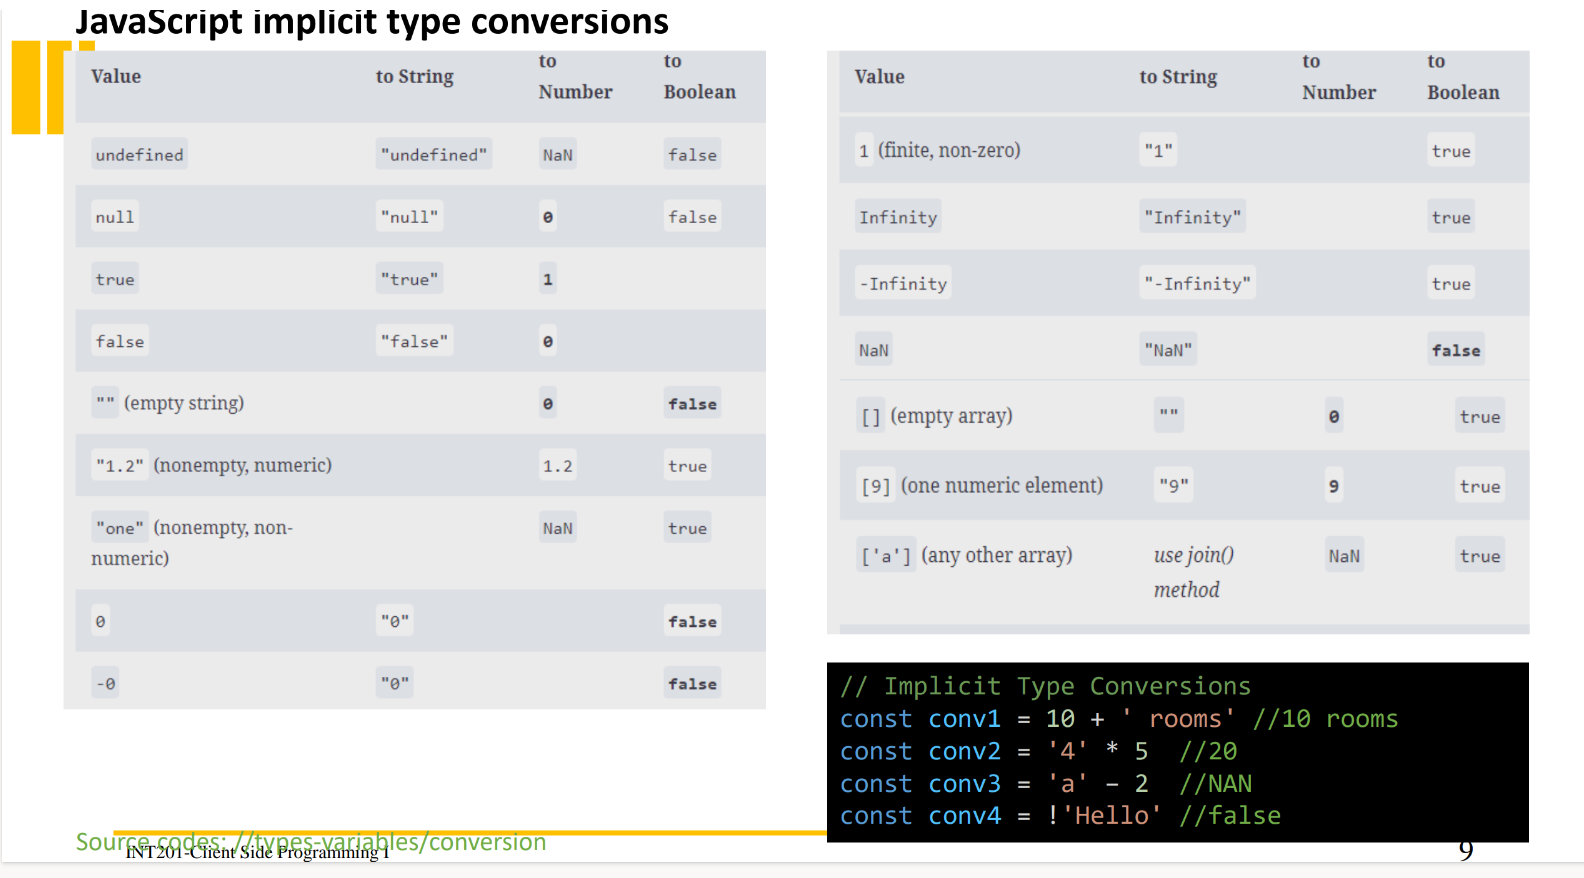 JavaScript implicit type conversions
Value to String to Number to Boolean
undefined "undefined" NaN false
null "null" 0 false
true "true" 1
false "false" 0
"" (empty string) 0 false
"1.2" (nonempty, numeric) 1.2 true
"one" (nonempty, non- NaN true
numeric)
0 "0" false
-0 "0" false
Value to String to Number to Boolean
1 (finite, non-zero) "1" true
Infinity "Infinity" true
-Infinity "-Infinity" true
NaN "NaN" false
[] (empty array) "" 0 true
[9] (one numeric element) "9" 9 true
['a'] (any other array) use join() NaN true
method
// Implicit Type Conversions
const conv1 = 10 + ' rooms' //10 rooms
const conv2 = '4' * 5 //20
const conv3 = 'a' – 2 //NAN
const conv4 = !'Hello' //false
Source codes: //types-variables/conversion
INT201-Client Side Programming I
9